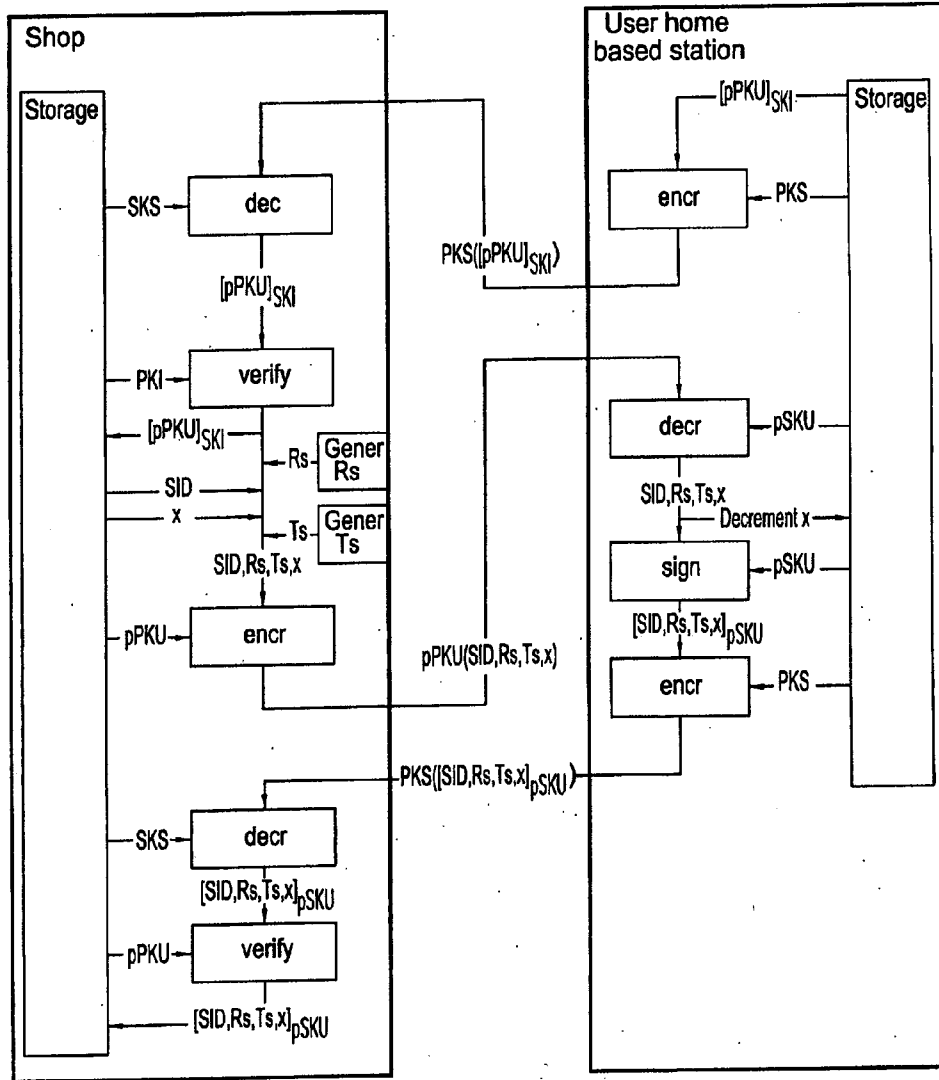 Shop
Storage
dec
SKS
[pPKU]SKI
verify
PKI
[pPKU]SKI
Rs
Gener
Rs
SID
x
Ts
Gener
Ts
SID,Rs,Ts,x
pPKU
encr
SKS
decr
[SID,Rs,Ts,x]pSKU
pPKU
verify
[SID,Rs,Ts,x]pSKU
PKS([pPKU]SKI)
pPKU(SID,Rs,Ts,x)
PKS([SID,Rs,Ts,x]pSKU)
User home
based station
[pPKU]SKI
Storage
encr
PKS
decr
pSKU
SID,Rs,Ts,x
Decrement x
sign
pSKU
[SID,Rs,Ts,x]pSKU
encr
PKS